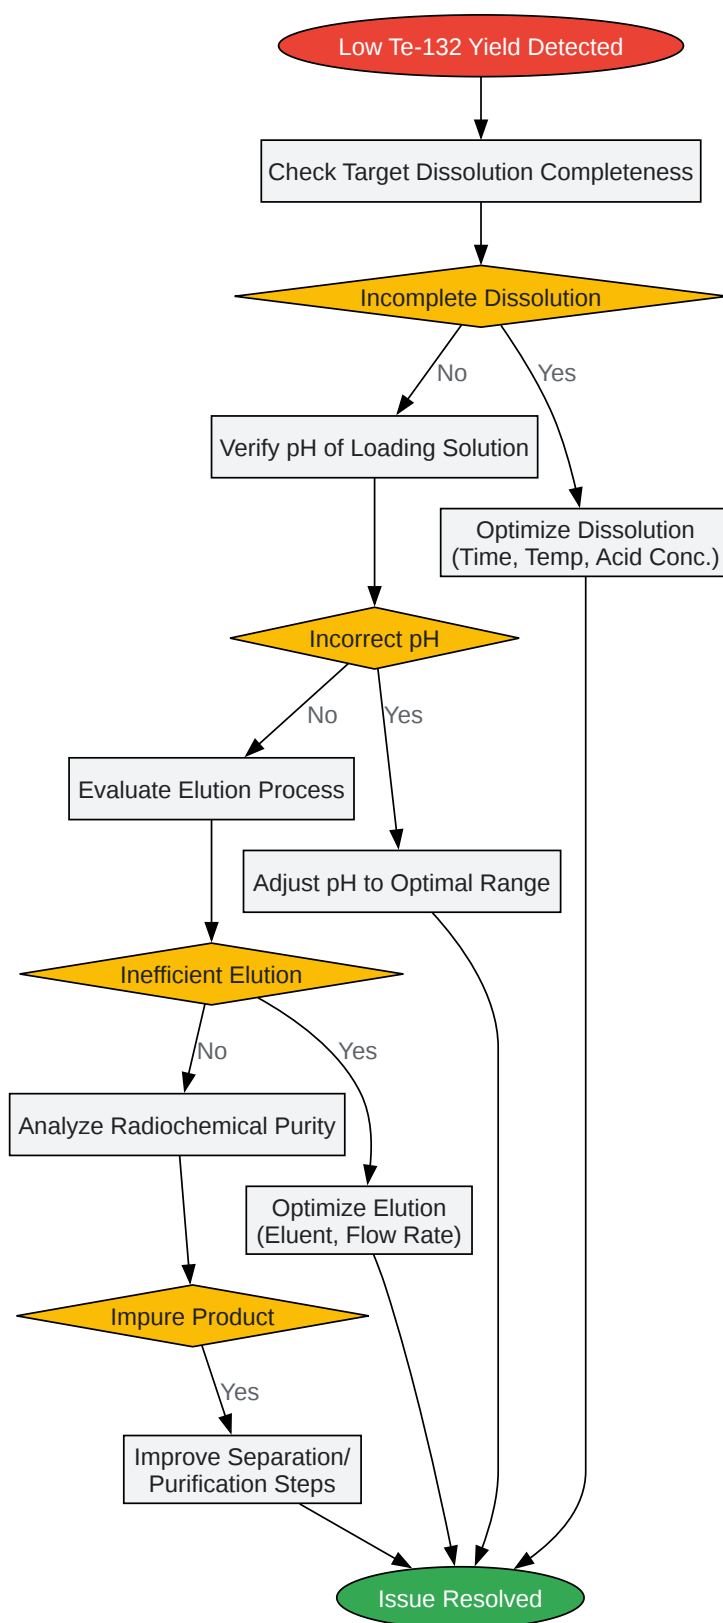 Low Te-132 Yield Detected
Check Target Dissolution Completeness
Incomplete Dissolution
No
Yes
Verify pH of Loading Solution
Optimize Dissolution
(Time, Temp, Acid Conc.)
Incorrect pH
No
Yes
Evaluate Elution Process
Adjust pH to Optimal Range
Inefficient Elution
No
Yes
Analyze Radiochemical Purity
Optimize Elution
(Eluent, Flow Rate)
Impure Product
Yes
Improve Separation/
Purification Steps
Issue Resolved